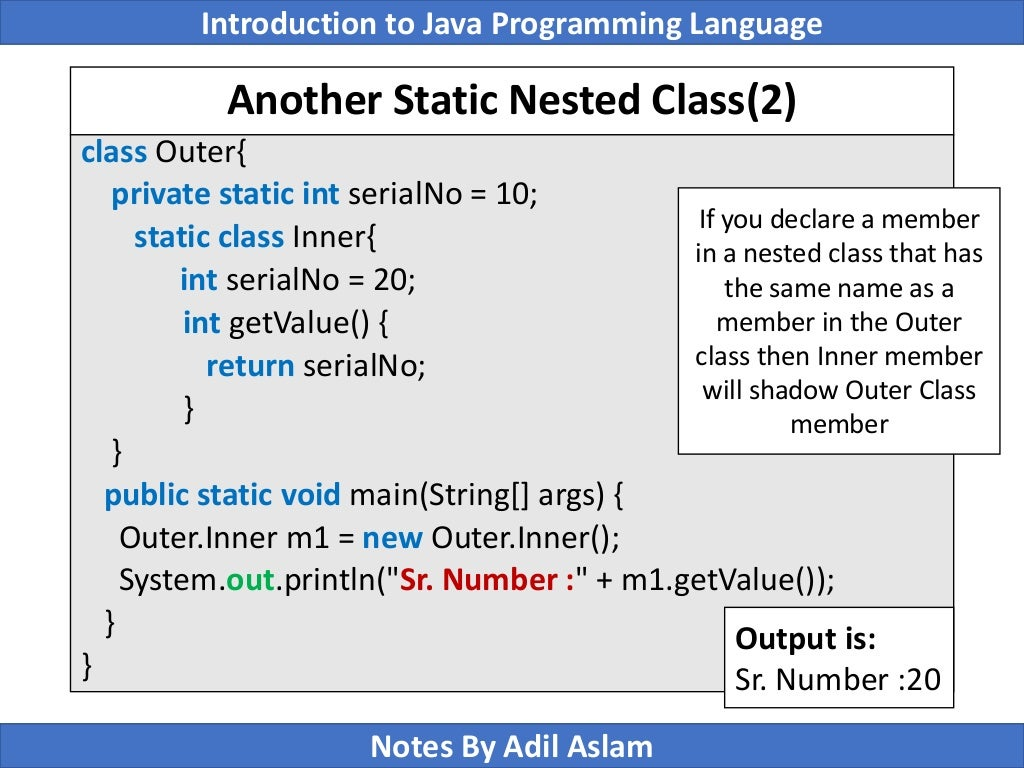 Introduction to Java Programming Language
Another Static Nested Class(2)
class Outer{
private static int serialNo = 10;
static class Inner{
int serialNo = 20;
int getValue() {
return serialNo;
}
}
public static void main(String[] args) {
Outer.Inner m1 = new Outer.Inner();
System.out.println("Sr. Number :" + m1.getValue());
}
}
If you declare a member
in a nested class that has
the same name as a
member in the Outer
class then Inner member
will shadow Outer Class
member
Output is:
Sr. Number :20
Notes By Adil Aslam